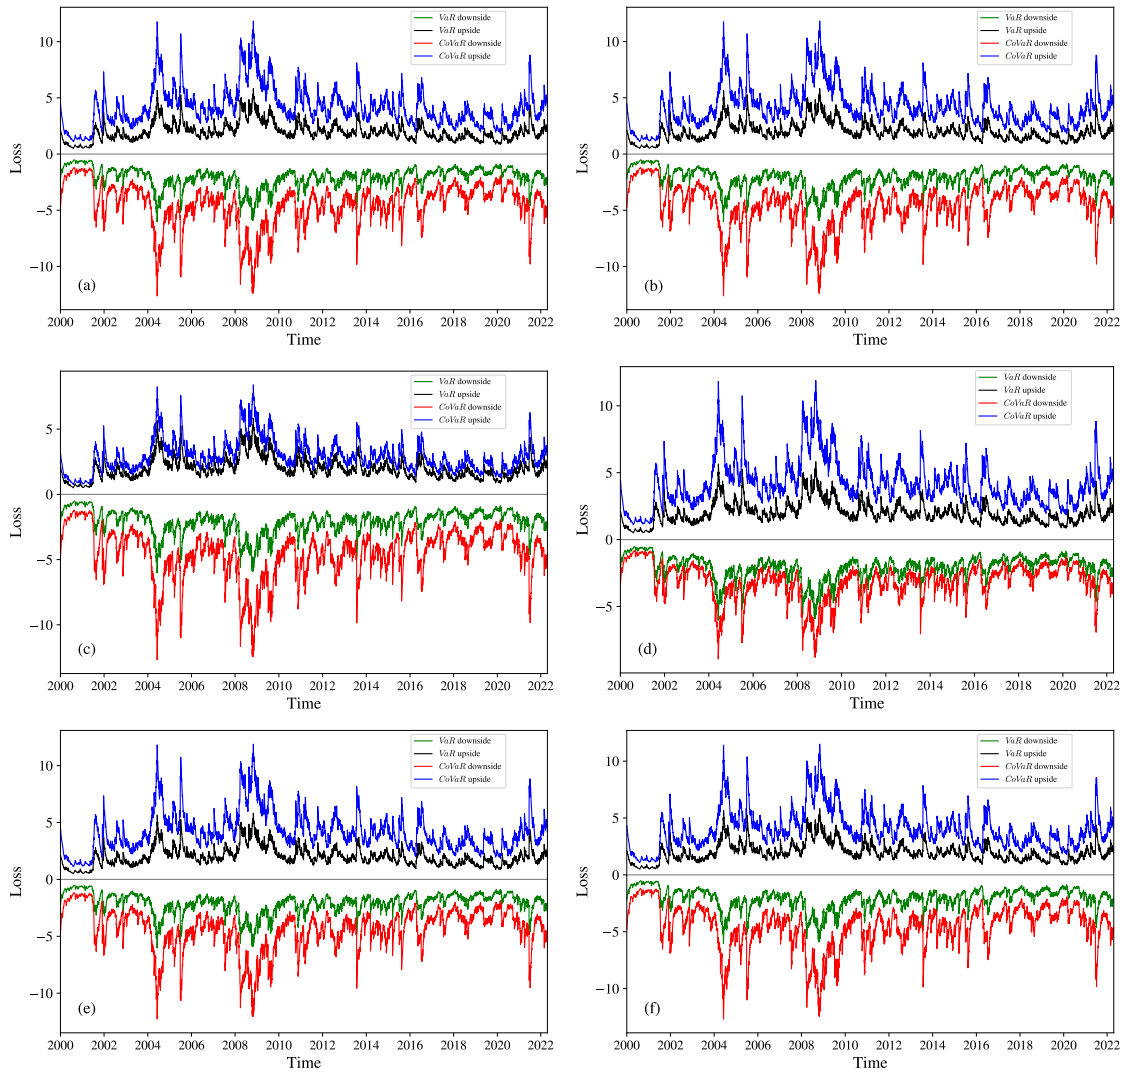 VaR downside
VaR upside
CoVaR downside
CoVaR upside
10
5
0
−5
−10
Loss
(a)
2000 2002 2004 2006 2008 2010 2012 2014 2016 2018 2020 2022
Time
VaR downside
VaR upside
CoVaR downside
CoVaR upside
10
5
0
−5
−10
Loss
(b)
2000 2002 2004 2006 2008 2010 2012 2014 2016 2018 2020 2022
Time
VaR downside
VaR upside
CoVaR downside
CoVaR upside
5
0
−5
−10
Loss
(c)
2000 2002 2004 2006 2008 2010 2012 2014 2016 2018 2020 2022
Time
VaR downside
VaR upside
CoVaR downside
CoVaR upside
10
5
0
−5
Loss
(d)
2000 2002 2004 2006 2008 2010 2012 2014 2016 2018 2020 2022
Time
VaR downside
VaR upside
CoVaR downside
CoVaR upside
10
5
0
−5
−10
Loss
(e)
2000 2002 2004 2006 2008 2010 2012 2014 2016 2018 2020 2022
Time
VaR downside
VaR upside
CoVaR downside
CoVaR upside
10
5
0
−5
−10
Loss
(f)
2000 2002 2004 2006 2008 2010 2012 2014 2016 2018 2020 2022
Time